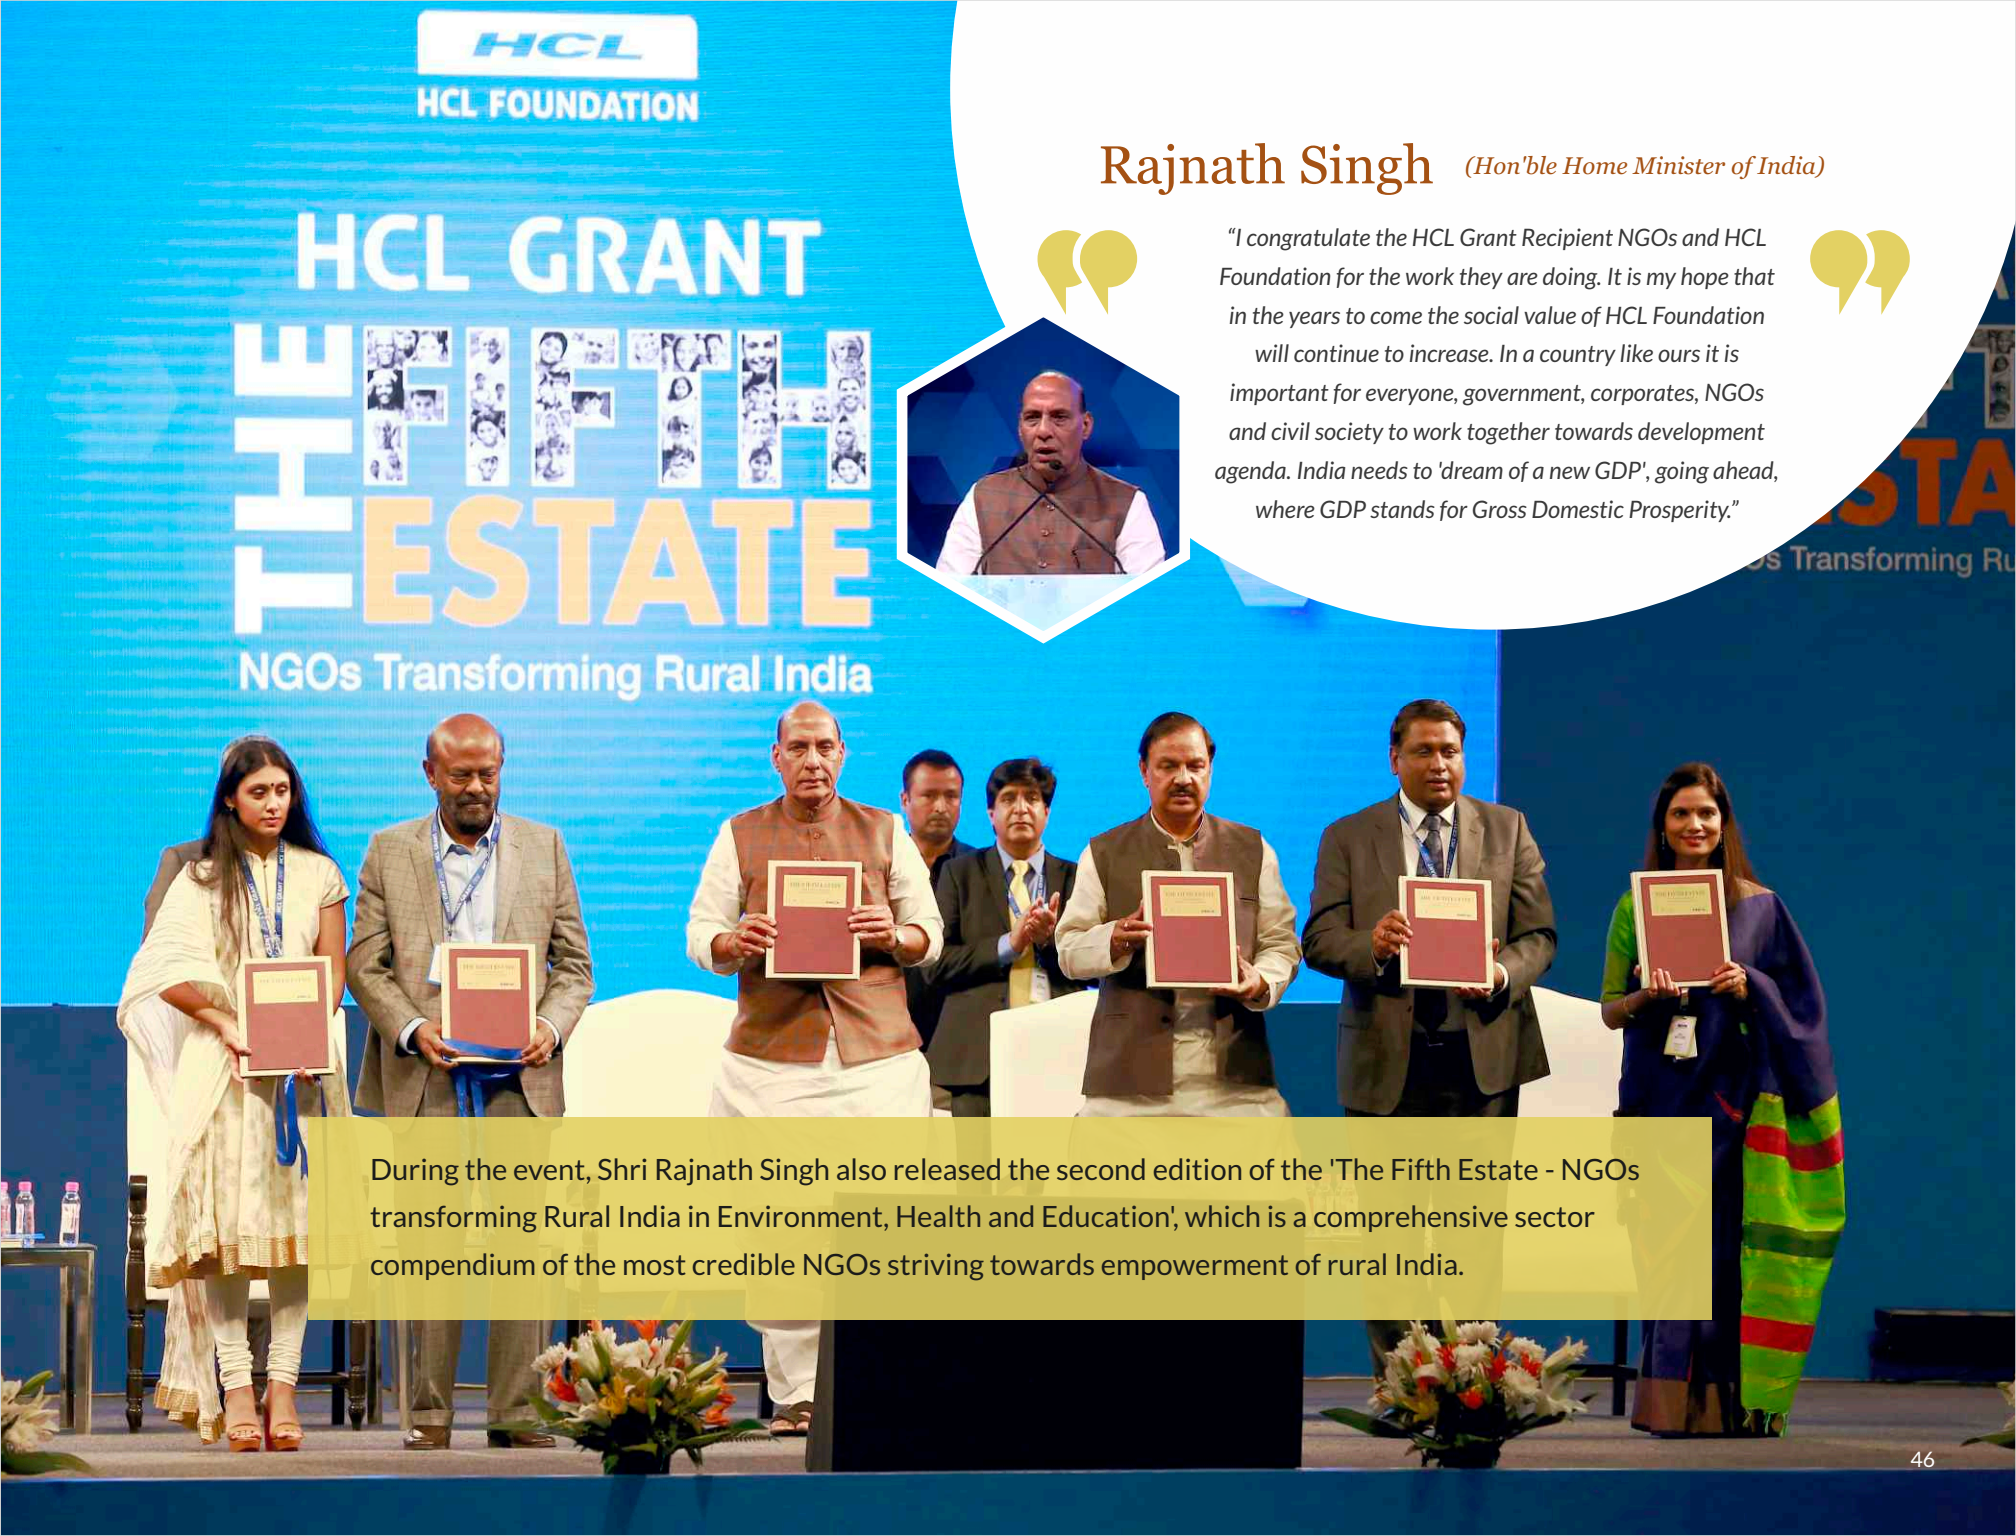 HCL
HCL FOUNDATION
HCL GRANT
THE
FIFTH
ESTATE
NGOs Transforming Rural India
Rajnath Singh (Hon'ble Home Minister of India)
“I congratulate the HCL Grant Recipient NGOs and HCL
Foundation for the work they are doing. It is my hope that
in the years to come the social value of HCL Foundation
will continue to increase. In a country like ours it is
important for everyone, government, corporates, NGOs
and civil society to work together towards development
agenda. India needs to 'dream of a new GDP', going ahead,
where GDP stands for Gross Domestic Prosperity.”
STA
Transforming
During the event, Shri Rajnath Singh also released the second edition of the 'The Fifth Estate - NGOs
transforming Rural India in Environment, Health and Education', which is a comprehensive sector
compendium of the most credible NGOs striving towards empowerment of rural India.
46